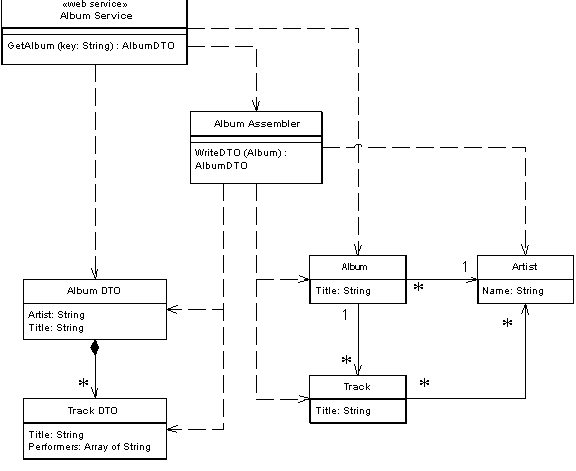 «web service»
Album Service
GetAlbum (key: String) : AlbumDTO
Album Assembler
WriteDTO (Album) :
AlbumDTO
Album
Title: String
1
*
Artist
Name: String
Album DTO
Artist: String
Title: String
1
*
*
*
Track
Title: String
*
Track DTO
Title: String
Performers: Array of String